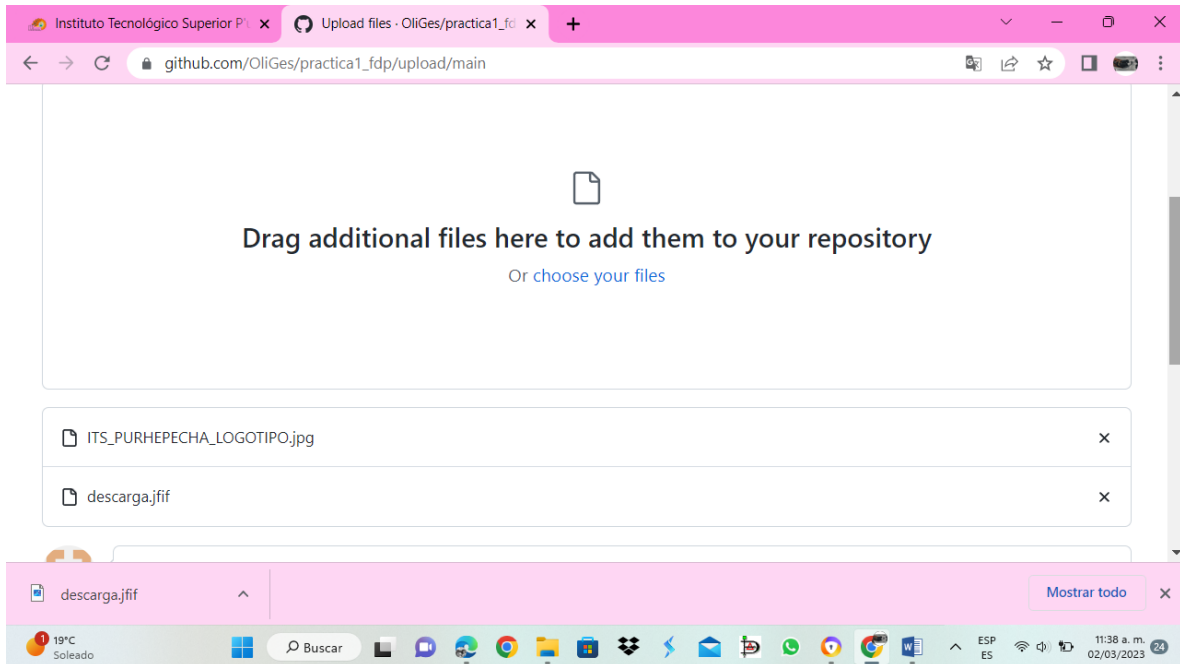 Instituto Tecnológico Superior P'
Upload files · OliGes/practica1_fd
github.com/OliGes/practica1_fdp/upload/main
Drag additional files here to add them to your repository
Or choose your files
ITS_PURHEPECHA_LOGOTIPO.jpg
descarga.jfif
descarga.jfif
Mostrar todo
1
19°C
Soleado
Buscar
ESP
ES
11:38 a. m.
02/03/2023
24